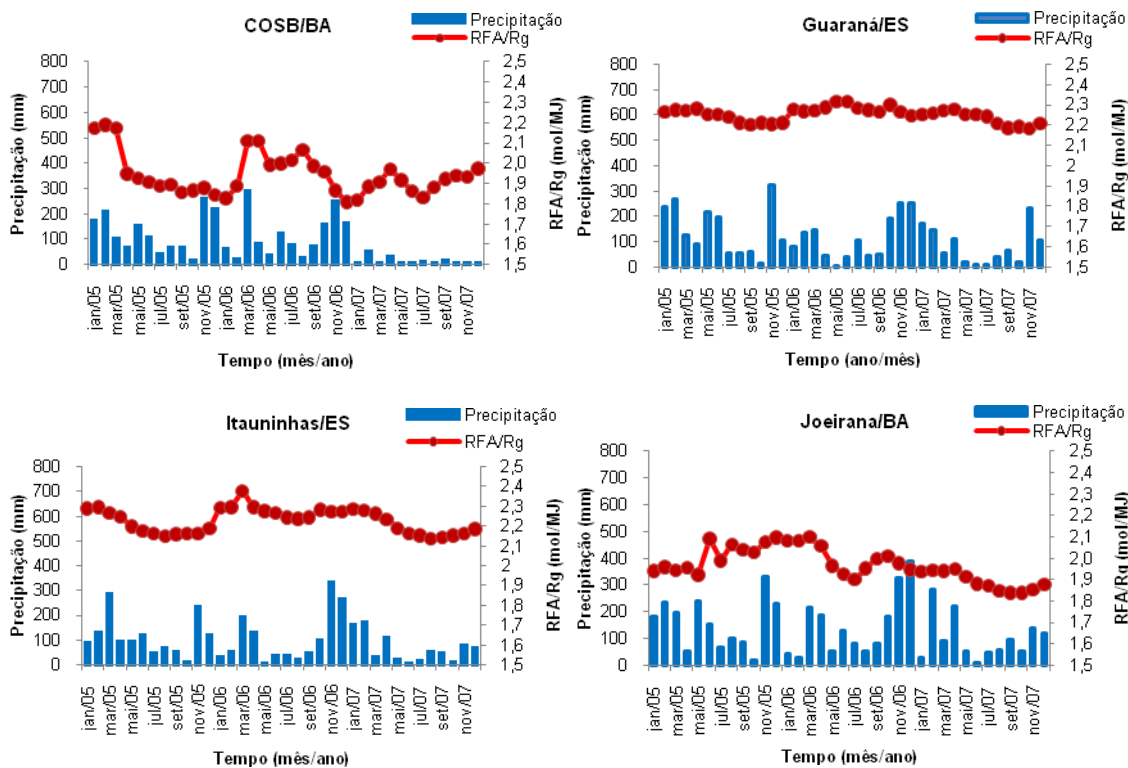 COSB/BA
Precipitação
RFA/Rg
Precipitação (mm)
800
700
600
500
400
300
200
100
0
2,5
2,4
2,3
2,2
2,1
2
1,9
1,8
1,7
1,6
1,5
RFA/Rg (mol/MJ)
jan/05
mar/05
mai/05
jul/05
set/05
nov/05
jan/06
mar/06
mai/06
jul/06
set/06
nov/06
jan/07
mar/07
mai/07
jul/07
set/07
nov/07
Tempo (mês/ano)
Guaraná/ES
Precipitação
RFA/Rg
Precipitação (mm)
800
700
600
500
400
300
200
100
0
2,5
2,4
2,3
2,2
2,1
2
1,9
1,8
1,7
1,6
1,5
RFA/Rg (mol/MJ)
jan/05
mar/05
mai/05
jul/05
set/05
nov/05
jan/06
mar/06
mai/06
jul/06
set/06
nov/06
jan/07
mar/07
mai/07
jul/07
set/07
nov/07
Tempo (ano/mês)
Itauninhas/ES
Precipitação
RFA/Rg
Precipitação (mm)
800
700
600
500
400
300
200
100
0
2,5
2,4
2,3
2,2
2,1
2
1,9
1,8
1,7
1,6
1,5
RFA/Rg (mol/MJ)
jan/05
mar/05
mai/05
jul/05
set/05
nov/05
jan/06
mar/06
mai/06
jul/06
set/06
nov/06
jan/07
mar/07
mai/07
jul/07
set/07
nov/07
Tempo (mês/ano)
Joeirana/BA
Precipitação
RFA/Rg
Precipitação (mm)
800
700
600
500
400
300
200
100
0
2,5
2,4
2,3
2,2
2,1
2
1,9
1,8
1,7
1,6
1,5
RFA/Rg (mol/MJ)
jan/05
mar/05
mai/05
jul/05
set/05
nov/05
jan/06
mar/06
mai/06
jul/06
set/06
nov/06
jan/07
mar/07
mai/07
jul/07
set/07
nov/07
Tempo (mês/ano)